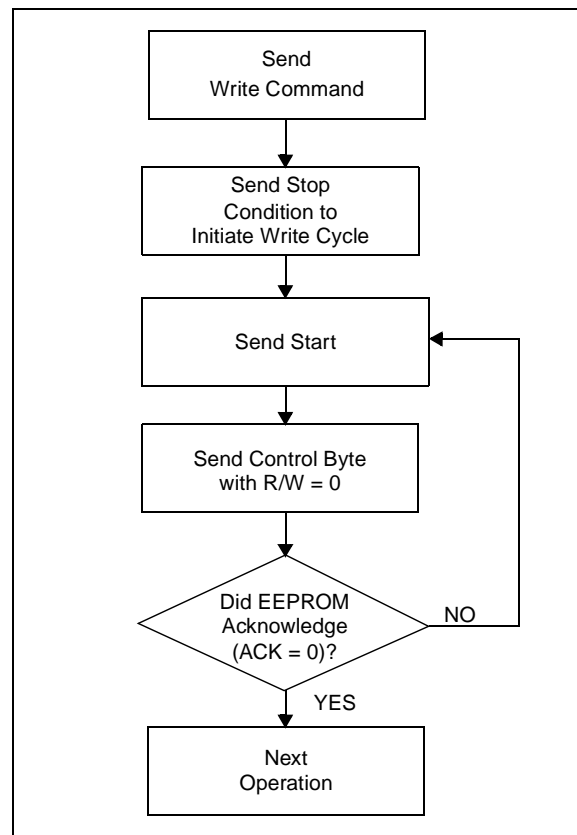 Send
Write Command
Send Stop
Condition to
Initiate Write Cycle
Send Start
Send Control Byte
with R/W = 0
Did EEPROM
Acknowledge
(ACK = 0)?
NO
YES
Next
Operation